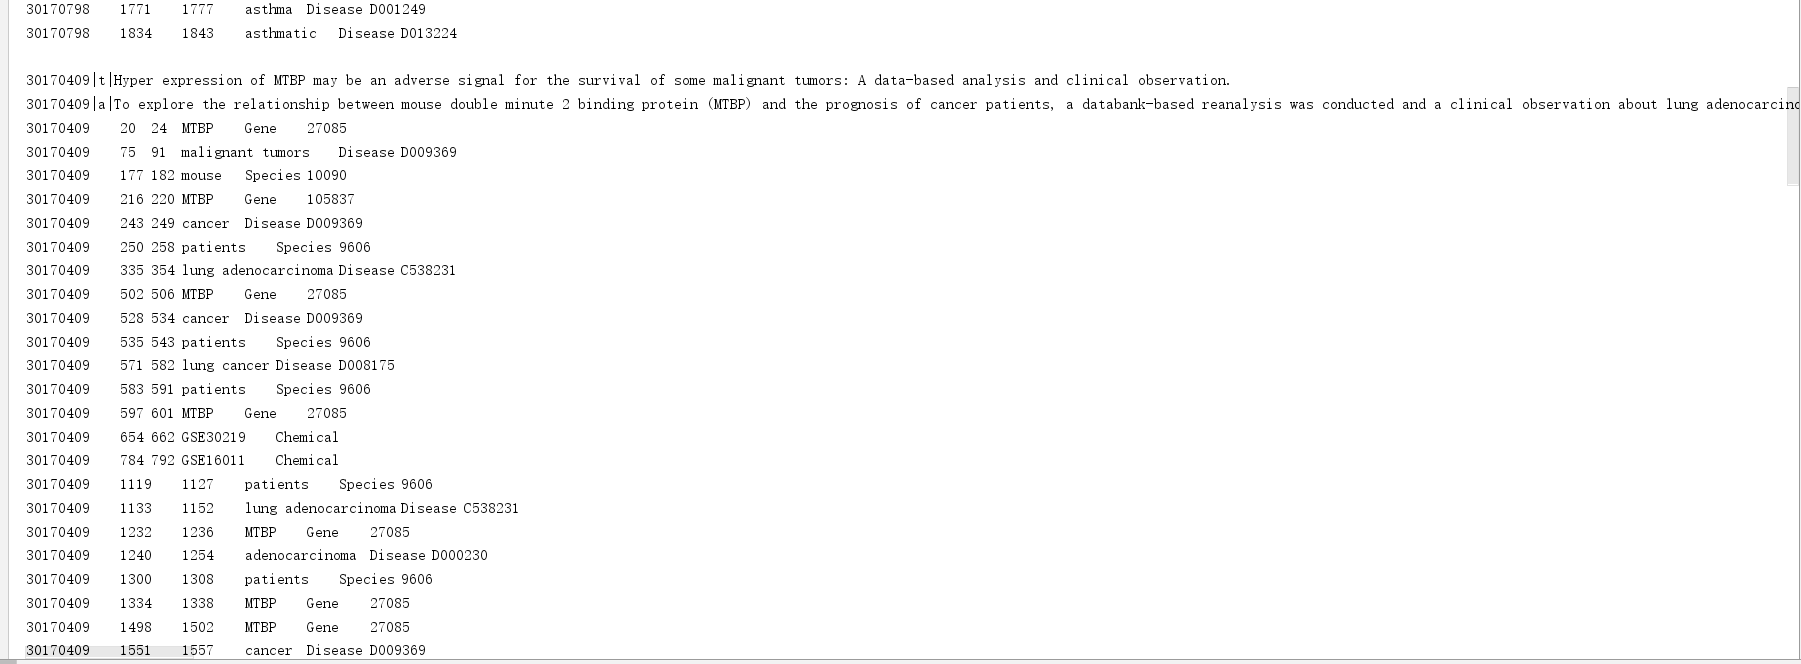 30170798 1771 1777 asthma Disease D001249
30170798 1834 1843 asthmatic Disease D013224
30170409|t|Hyper expression of MTBP may be an adverse signal for the survival of some malignant tumors: A data-based analysis and clinical observation.
30170409|a|To explore the relationship between mouse double minute 2 binding protein (MTBP) and the prognosis of cancer patients, a databank-based reanalysis was conducted and a clinical observation about lung adenocarcino
30170409 20 24 MTBP Gene 27085
30170409 75 91 malignant tumors Disease D009369
30170409 177 182 mouse Species 10090
30170409 216 220 MTBP Gene 105837
30170409 243 249 cancer Disease D009369
30170409 250 258 patients Species 9606
30170409 335 354 lung adenocarcinoma Disease C538231
30170409 502 506 MTBP Gene 27085
30170409 528 534 cancer Disease D009369
30170409 535 543 patients Species 9606
30170409 571 582 lung cancer Disease D008175
30170409 583 591 patients Species 9606
30170409 597 601 MTBP Gene 27085
30170409 654 662 GSE30219 Chemical
30170409 784 792 GSE16011 Chemical
30170409 1119 1127 patients Species 9606
30170409 1133 1152 lung adenocarcinoma Disease C538231
30170409 1232 1236 MTBP Gene 27085
30170409 1240 1254 adenocarcinoma Disease D000230
30170409 1300 1308 patients Species 9606
30170409 1334 1338 MTBP Gene 27085
30170409 1498 1502 MTBP Gene 27085
30170409 1551 1557 cancer Disease D009369